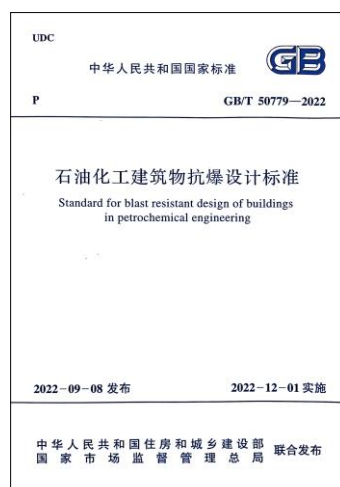 UDC
GB
中华人民共和国国家标准
P
GB/T 50779—2022
石油化工建筑物抗爆设计标准
Standard for blast resistant design of buildings
in petrochemical engineering
2022-09-08 发布
2022-12-01 实施
中华人民共和国住房和城乡建设部
国家市场监督管理总局
联合发布